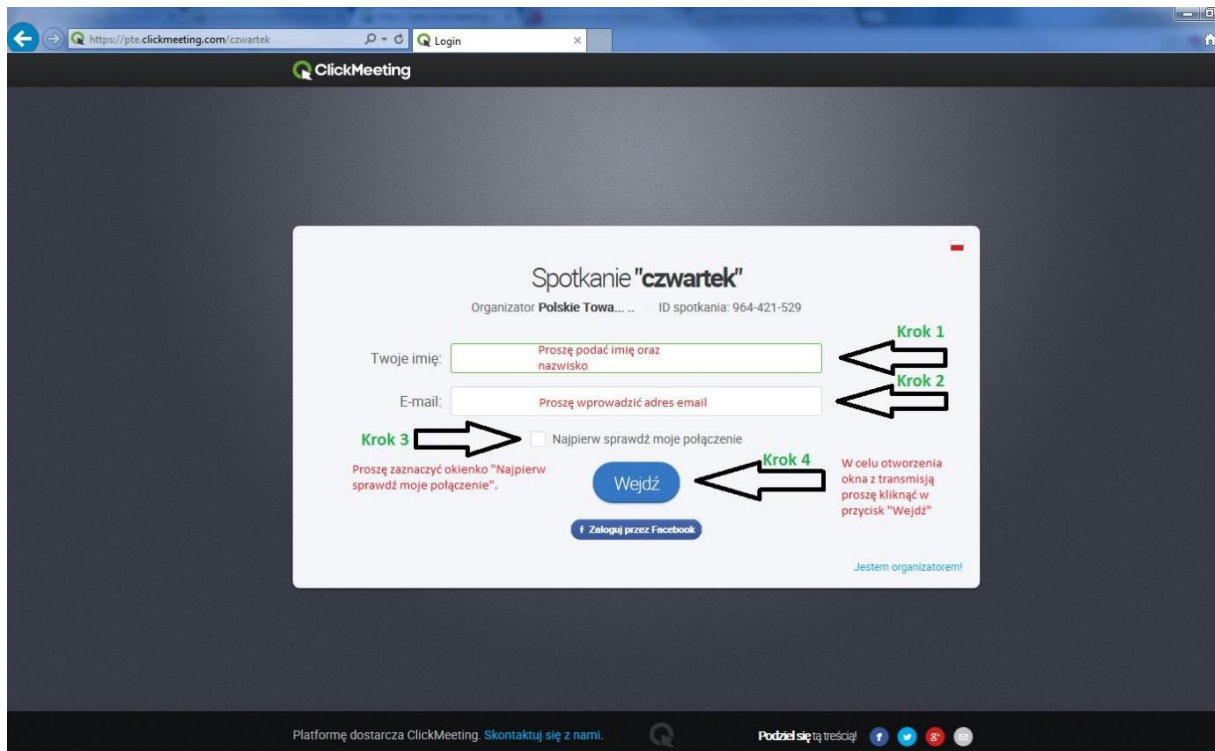 https://pte.clickmeeting.com/czwartek
Login
ClickMeeting
Spotkanie "czwartek"
Organizator Polskie Towa... .. ID spotkania: 964-421-529
Krok 1
Twoje imię:
Proszę podać imię oraz
nazwisko
Krok 2
E-mail:
Proszę wprowadzić adres email
Krok 3
Najpierw sprawdź moje połączenie
Proszę zaznaczyć okienko "Najpierw
sprawdź moje połączenie".
Krok 4
Wejdź
W celu otworzenia
okna z transmisją
proszę kliknąć w
przycisk "Wejdź"
f Zaloguj przez Facebook
Jestem organizatorem!
Platformę dostarcza ClickMeeting. Skontaktuj się z nami.
Podziel się tą treścią!